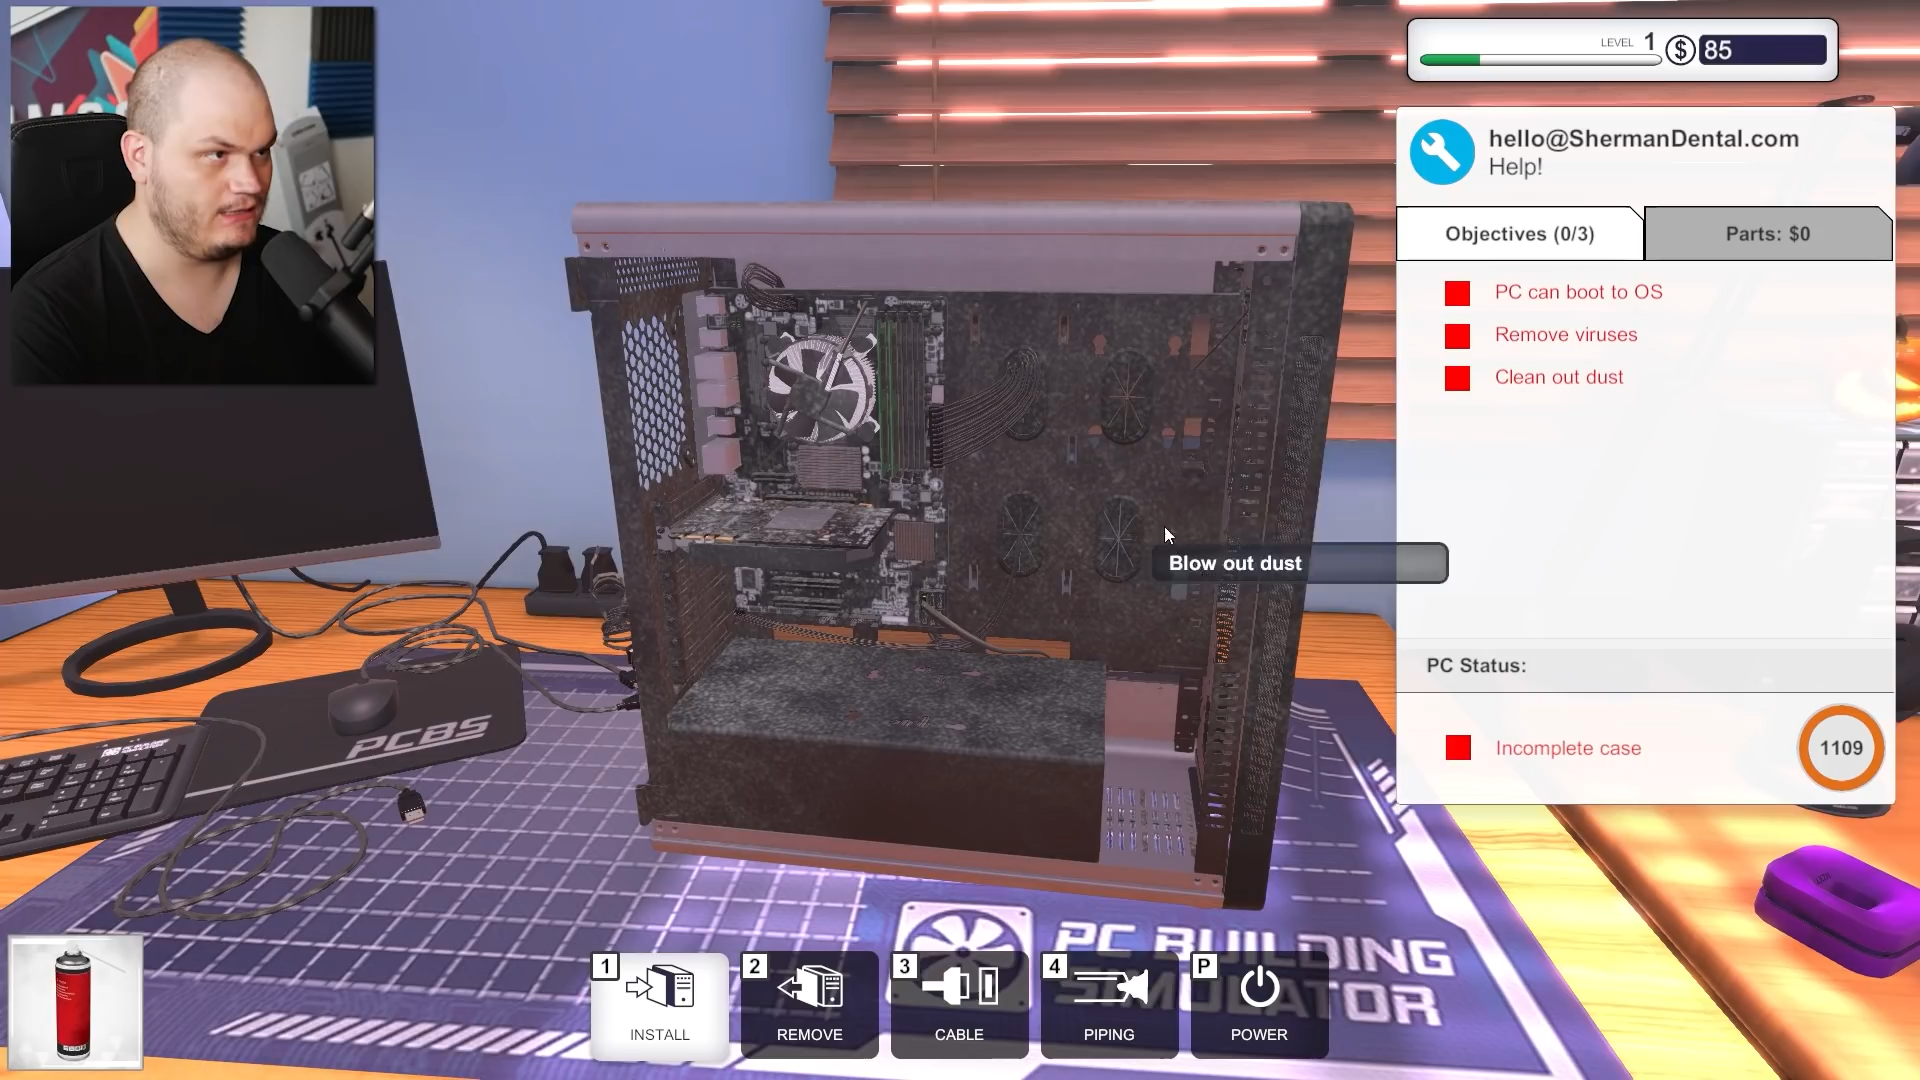 LEVEL 1
$ 85
hello@ShermanDental.com
Help!
Objectives (0/3)
Parts: $0
PC can boot to OS
Remove viruses
Clean out dust
Blow out dust
PC Status:
Incomplete case
1109
PCBS
PC BUILDING
SIMULATOR
1
INSTALL
2
REMOVE
3
CABLE
4
PIPING
P
POWER